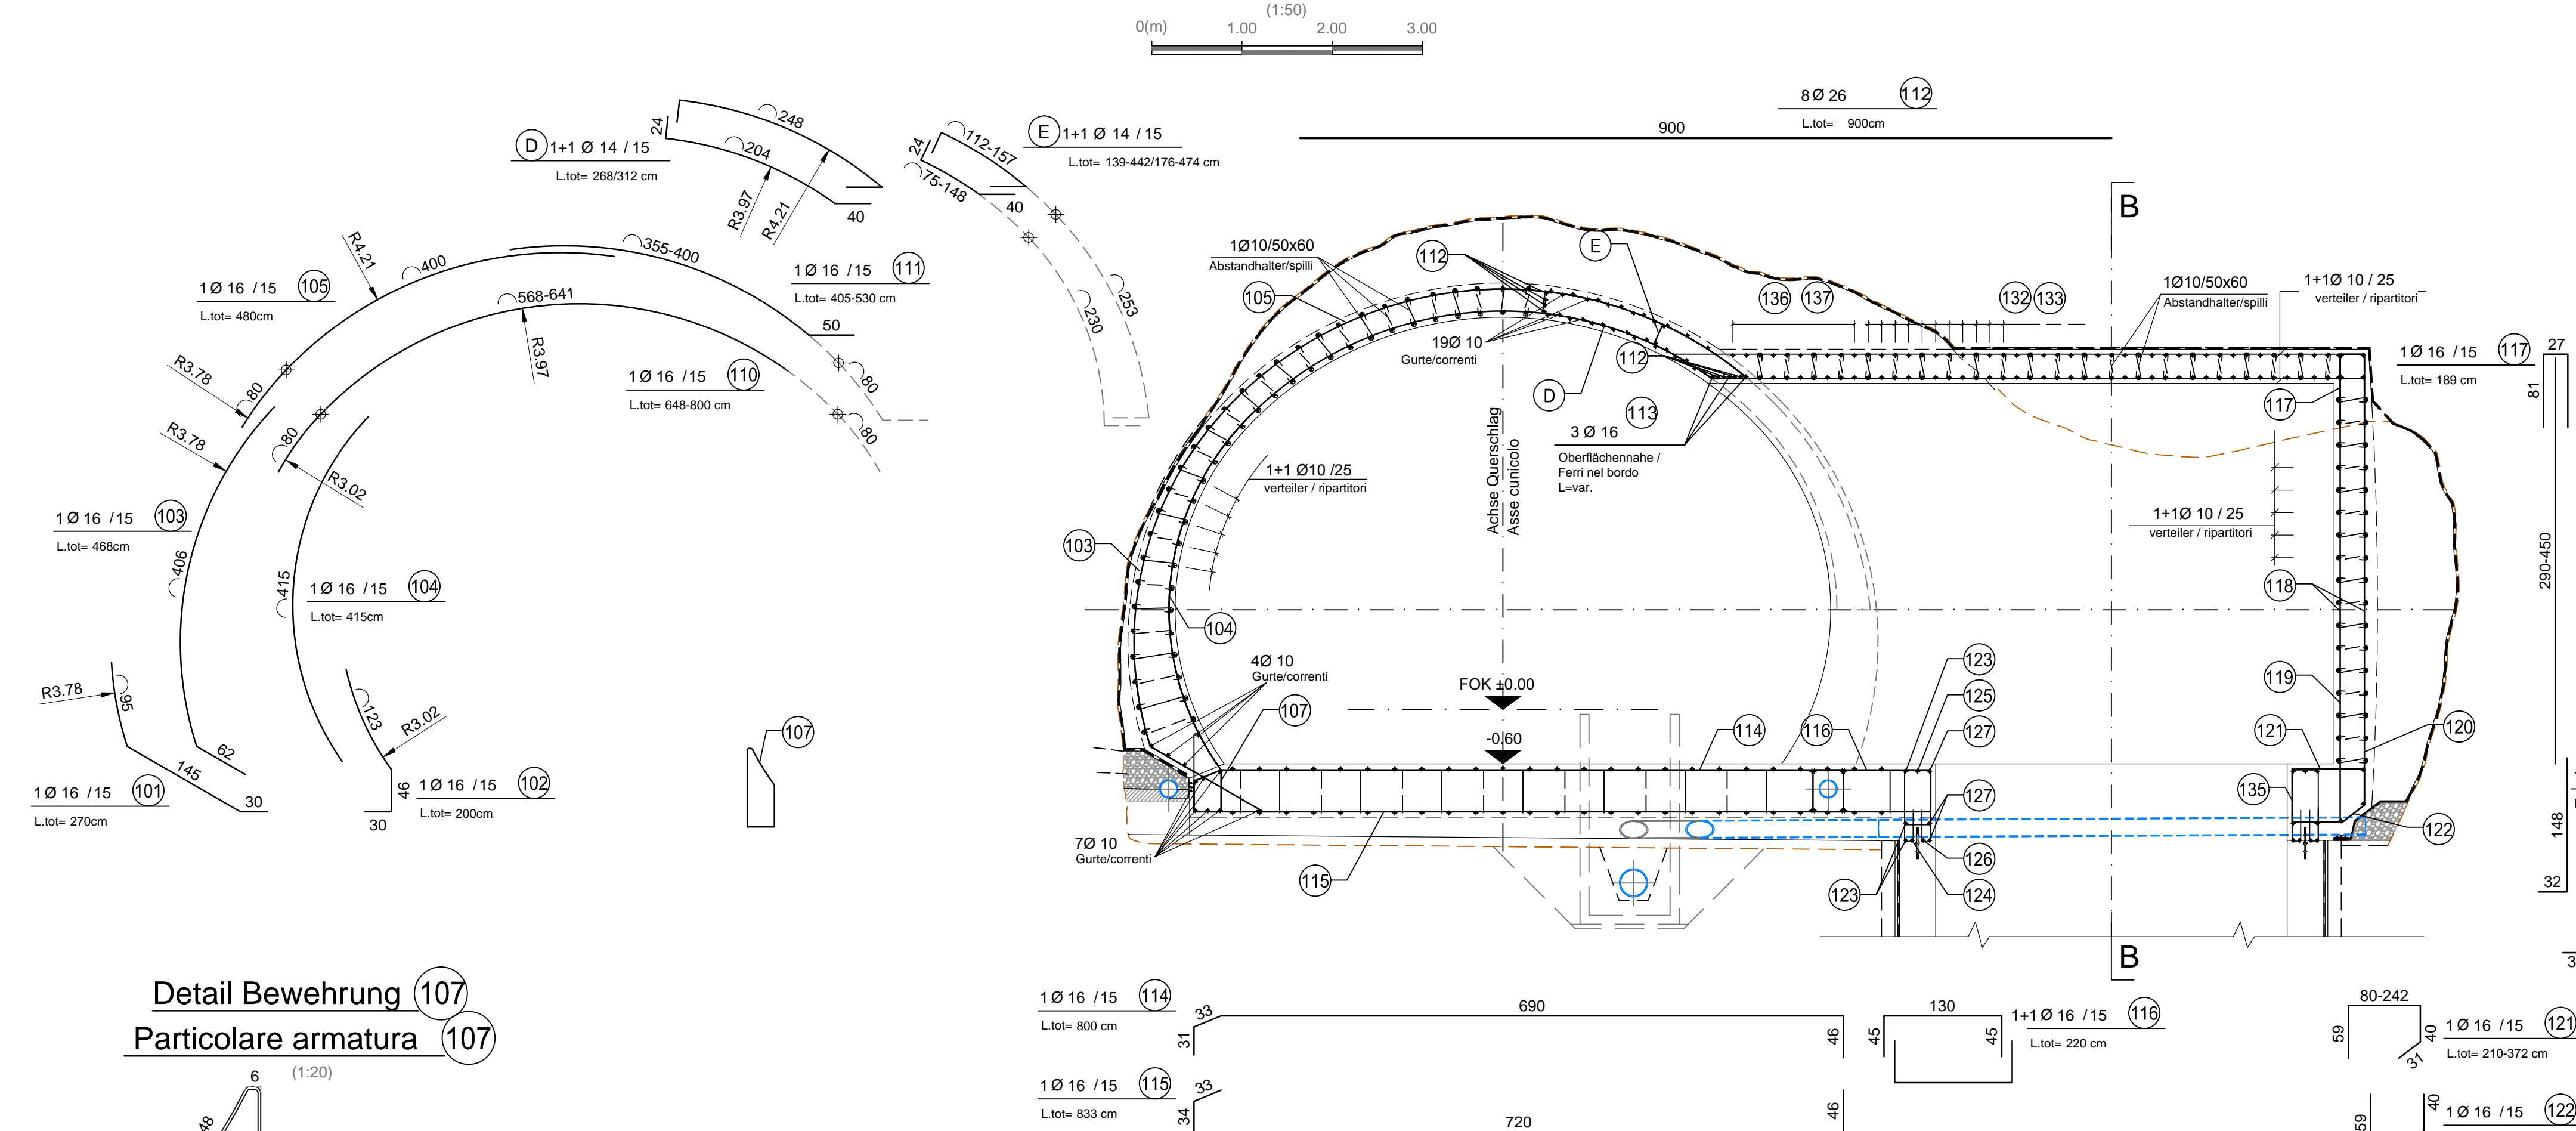 (1:50)
0(m) 1.00 2.00 3.00
8 Ø 26 112
L.tot= 900cm
900
B
D 1+1 Ø 14 / 15
L.tot= 268/312 cm
24
248
204
R3.97
R4.21
40
E 1+1 Ø 14 / 15
L.tot= 139-442/176-474 cm
24
112-157
75-148
40
253
230
R4.21
400
355-400
1 Ø 16 /15 105
L.tot= 480cm
1 Ø 16 /15 111
L.tot= 405-530 cm
568-641
50
R3.78
80
R3.97
80
1 Ø 16 /15 110
L.tot= 648-800 cm
80
R3.78
80
R3.02
1 Ø 16 /15 103
L.tot= 468cm
406
415
1 Ø 16 /15 104
L.tot= 415cm
R3.78
95
62
145
30
1 Ø 16 /15 101
L.tot= 270cm
123
R3.02
46
30
1 Ø 16 /15 102
L.tot= 200cm
107
1Ø10/50x60
Abstandhalter/spilli
112
E
105
136 137
132 133
1Ø10/50x60
Abstandhalter/spilli
1+1Ø 10 / 25
verteiler / ripartitori
19Ø 10
Gurte/correnti
112
D
113
3 Ø 16
Oberflächennahe /
Ferri nel bordo
L=var.
Achse Querschlag
Asse cunicolo
1+1 Ø10 /25
verteiler / ripartitori
117
1 Ø 16 /15 117
L.tot= 189 cm
27
81
1+1Ø 10 / 25
verteiler / ripartitori
290-450
103
104
118
119
120
4Ø 10
Gurte/correnti
107
FOK ±0.00
-0.60
114
116
123
125
127
127
121
135
122
148
32
7Ø 10
Gurte/correnti
115
126
123
124
B
3
Detail Bewehrung 107
Particolare armatura 107
(1:20)
6
48
1 Ø 16 /15 114
L.tot= 800 cm
33
31
690
46
130
45
45
1+1 Ø 16 /15 116
L.tot= 220 cm
80-242
59
40
31
1 Ø 16 /15 121
L.tot= 210-372 cm
1 Ø 16 /15 115
L.tot= 833 cm
33
34
720
46
59
40
1 Ø 16 /15 122